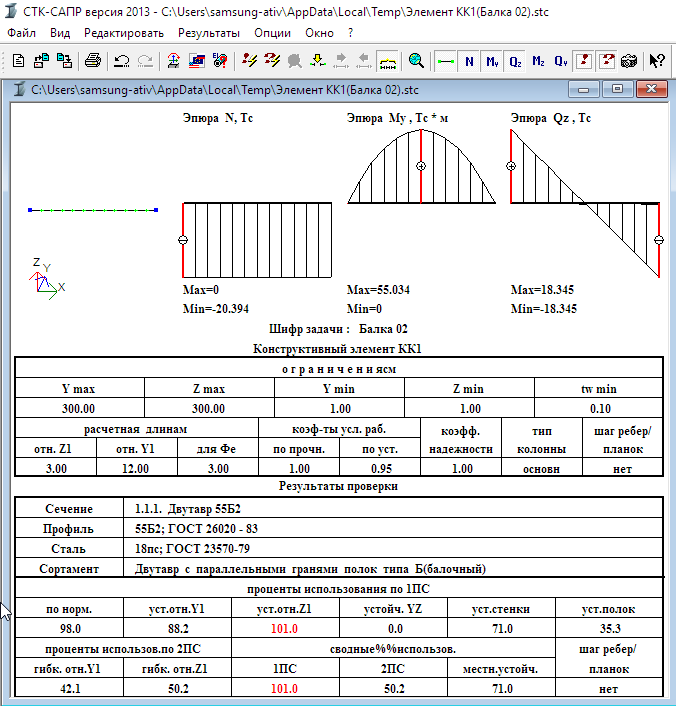 СТК-САПР версия 2013 - C:\Users\samsung-ativ\AppData\Local\Temp\Элемент КК1(Балка 02).stc
Файл Вид Редактировать Результаты Опции Окно ?
N My Qz Mz Qy
C:\Users\samsung-ativ\AppData\Local\Temp\Элемент КК1(Балка 02).stc
Эпюра N, Тс Эпюра My , Тс * м Эпюра Qz , Тс
Z Y X
Max=0 Max=55.034 Max=18.345
Min=-20.394 Min=0 Min=-18.345
Шифр задачи : Балка 02
Конструктивный элемент КК1
о г р а н и ч е н и ясм
Y max Z max Y min Z min tw min
300.00 300.00 1.00 1.00 0.10
расчетная длинам коэф-ты усл. раб. коэфф. тип шаг ребер/
отн. Z1 отн. Y1 для Фе по прочн. по уст. надежности колонны планок
3.00 12.00 3.00 1.00 0.95 1.00 основн нет
Результаты проверки
Сечение 1.1.1. Двутавр 55Б2
Профиль 55Б2; ГОСТ 26020 - 83
Сталь 18пс; ГОСТ 23570-79
Сортамент Двутавр с параллельными гранями полок типа Б(балочный)
проценты использования по 1ПС
по норм. уст.отн.Y1 уст.отн.Z1 устойч. YZ уст.стенки уст.полок
98.0 88.2 101.0 0.0 71.0 35.3
проценты использов.по 2ПС сводные%%использов. шаг ребер/
гибк. отн.Y1 гибк. отн.Z1 1ПС 2ПС местн.устойч. планок
42.1 50.2 101.0 50.2 71.0 нет